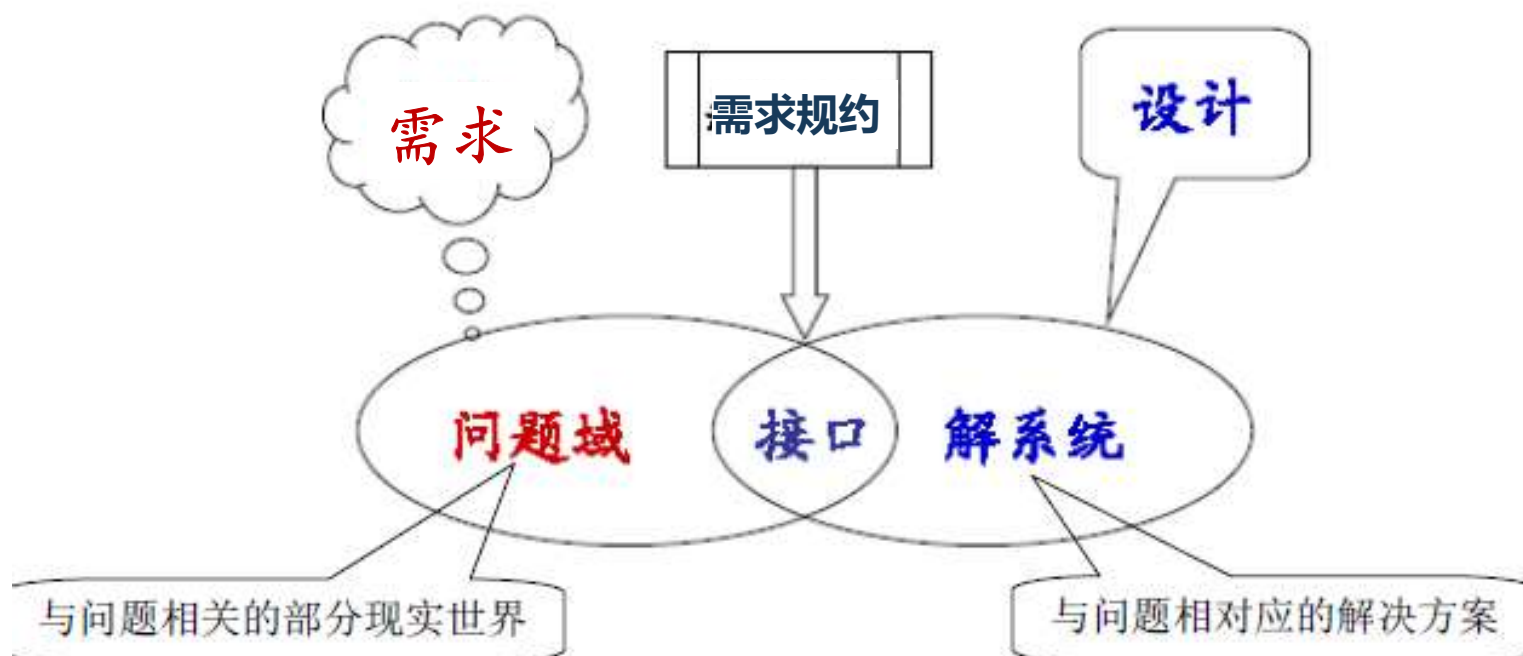 需求
需求规约
设计
问题域
接口
解系统
与问题相关的部分现实世界
与问题相对应的解决方案